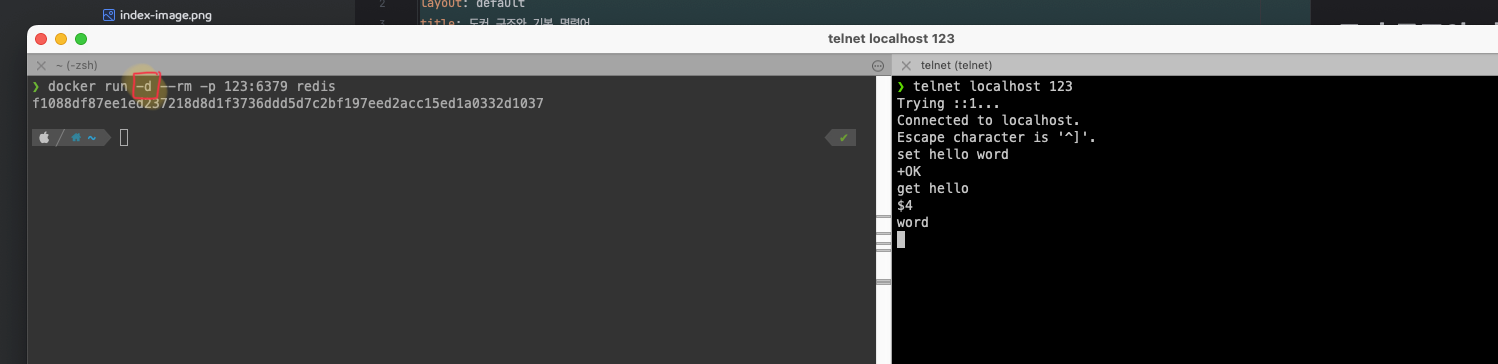 index-image.png
2 layout: default
3 title: 도커 구조와 기본 명령어
telnet localhost 123
~ (-zsh)
❯ docker run -d --rm -p 123:6379 redis
f1088df87ee1ed237218d8d1f3736ddd5d7c2bf197eed2acc15ed1a0332d1037
~
✔
telnet (telnet)
❯ telnet localhost 123
Trying ::1...
Connected to localhost.
Escape character is '^]'.
set hello word
+OK
get hello
$4
word